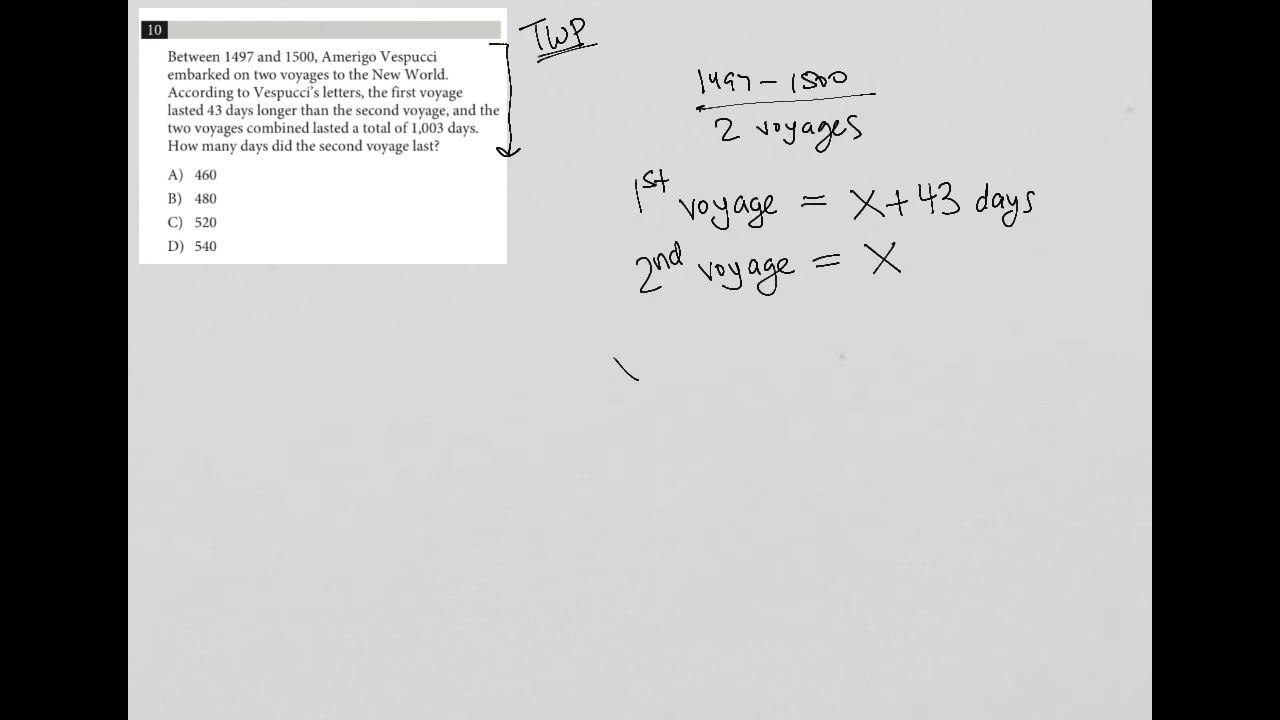 10
Between 1497 and 1500, Amerigo Vespucci
embarked on two voyages to the New World.
According to Vespucci's letters, the first voyage
lasted 43 days longer than the second voyage, and the
two voyages combined lasted a total of 1,003 days.
How many days did the second voyage last?
A) 460
B) 480
C) 520
D) 540
TWP
1497 – 1500
2 voyages
1st voyage = x + 43 days
2nd voyage = x